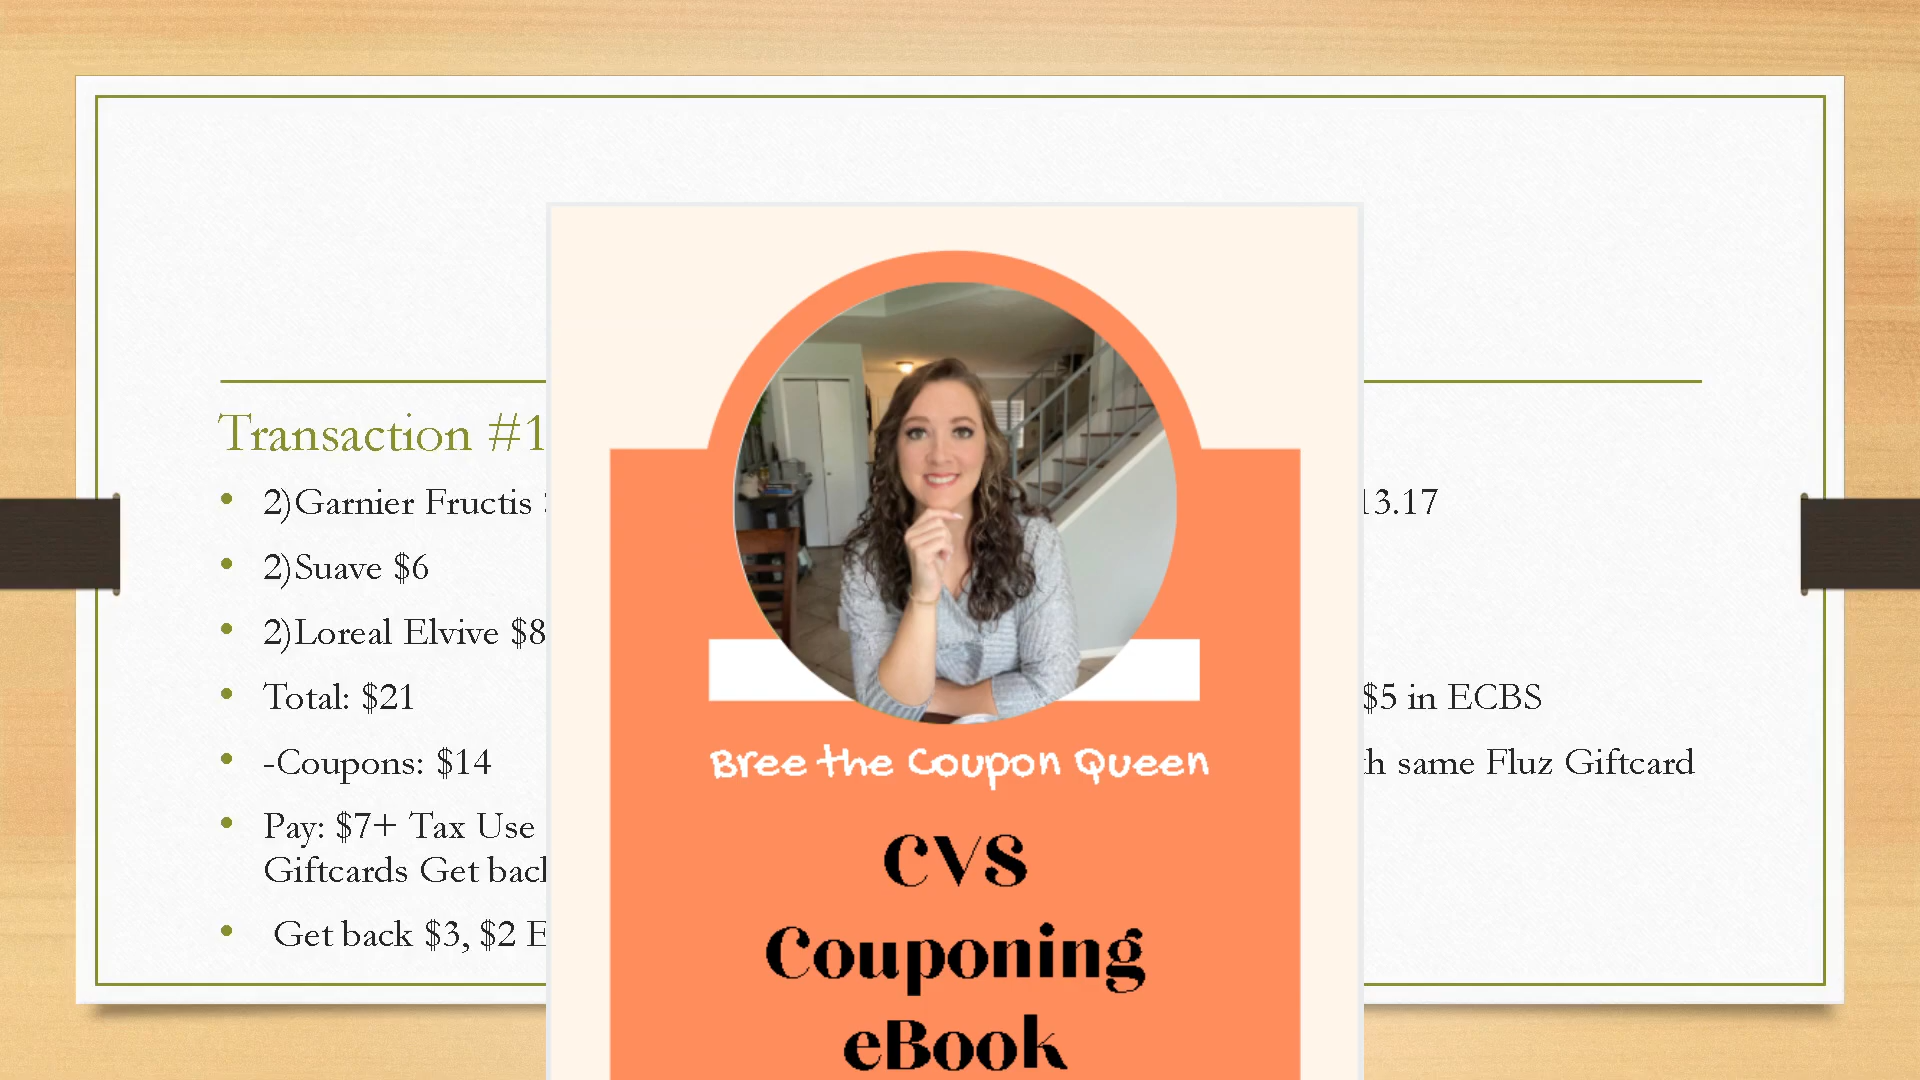 Transaction #1
2)Garnier Fructis
2)Suave $6
2)Loreal Elvive $8
Total: $21
-Coupons: $14
Pay: $7+ Tax Use
Giftcards Get back
Get back $3, $2
13.17
$5 in ECBS
same Fluz Giftcard
Bree the Coupon Queen
CVS
Couponing
eBook